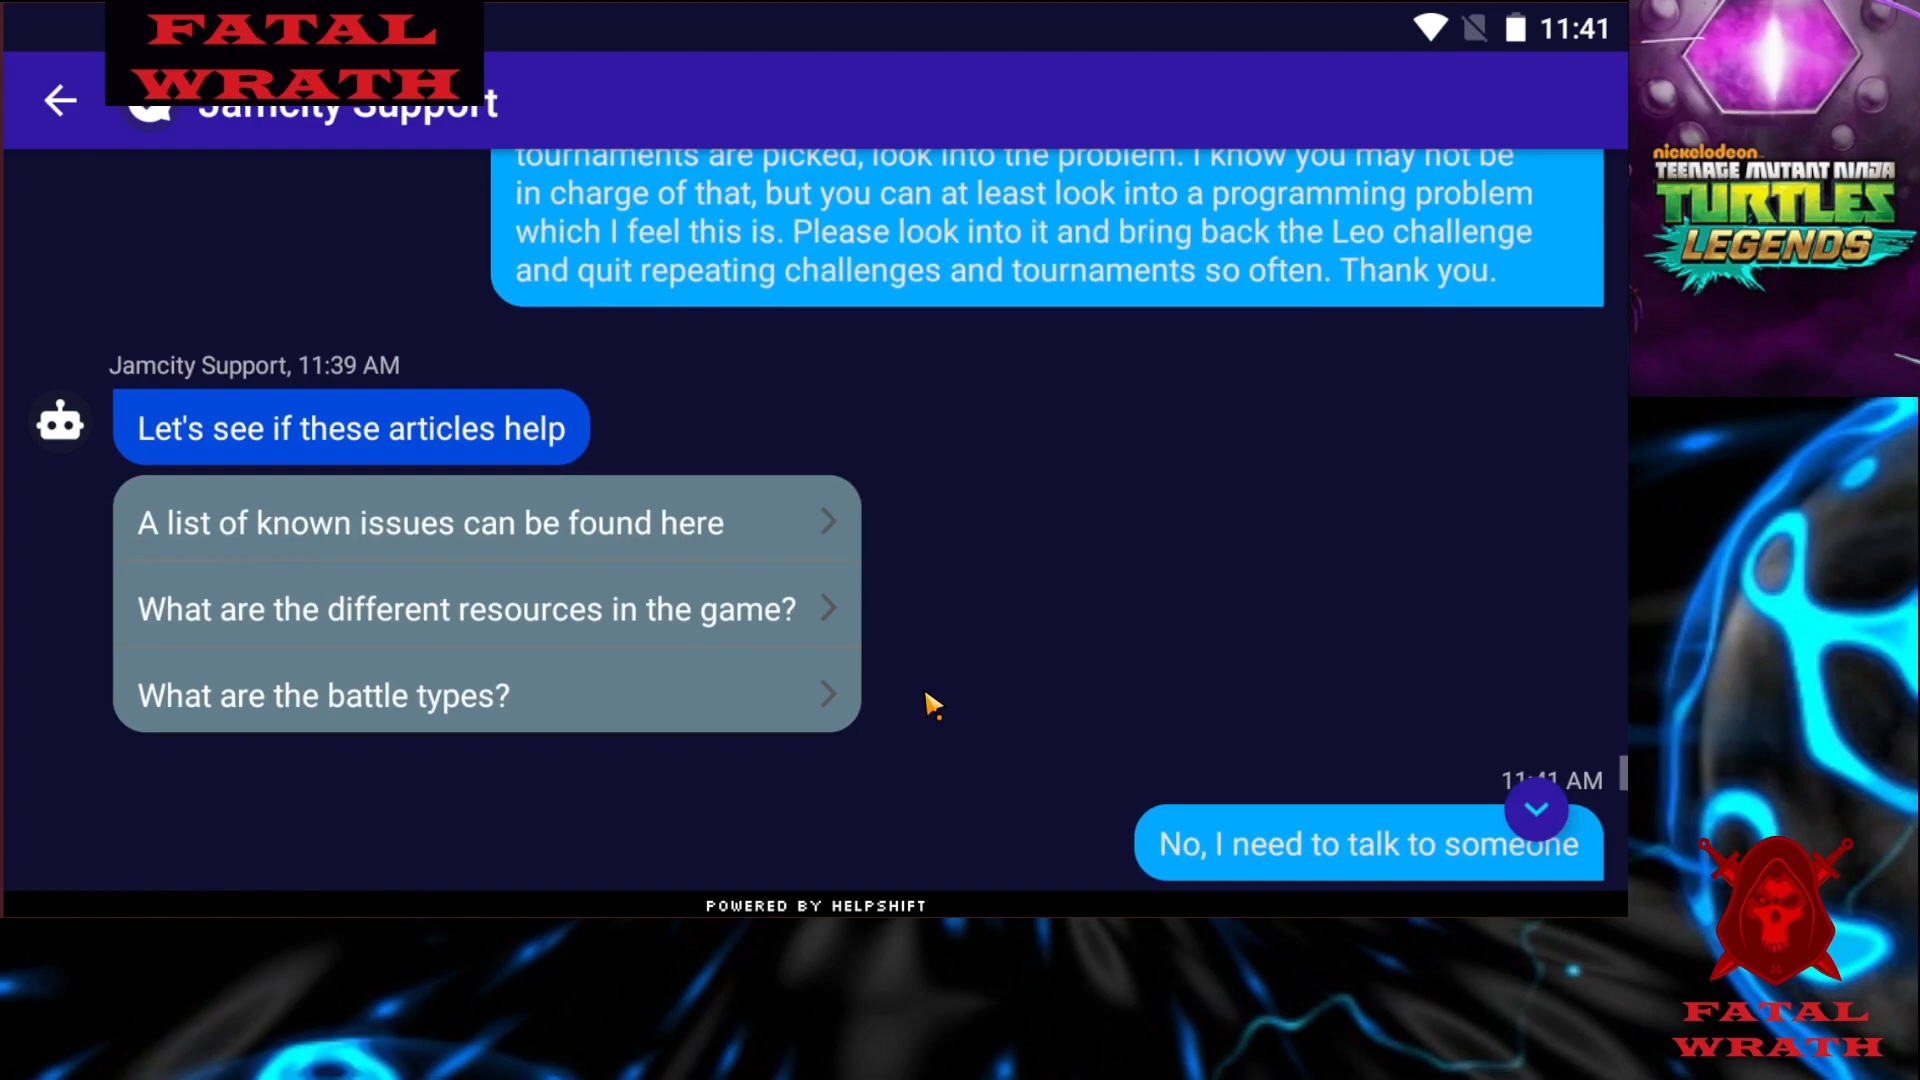 FATAL
WRATH
11:41
Jamcity Support
tournaments are picked, look into the problem. I know you may not be
in charge of that, but you can at least look into a programming problem
which I feel this is. Please look into it and bring back the Leo challenge
and quit repeating challenges and tournaments so often. Thank you.
Jamcity Support, 11:39 AM
Let's see if these articles help
A list of known issues can be found here
What are the different resources in the game?
What are the battle types?
11:41 AM
No, I need to talk to someone
POWERED BY HELPSHIFT
nickelodeon
TEENAGE MUTANT NINJA
TURTLES
LEGENDS
FATAL
WRATH